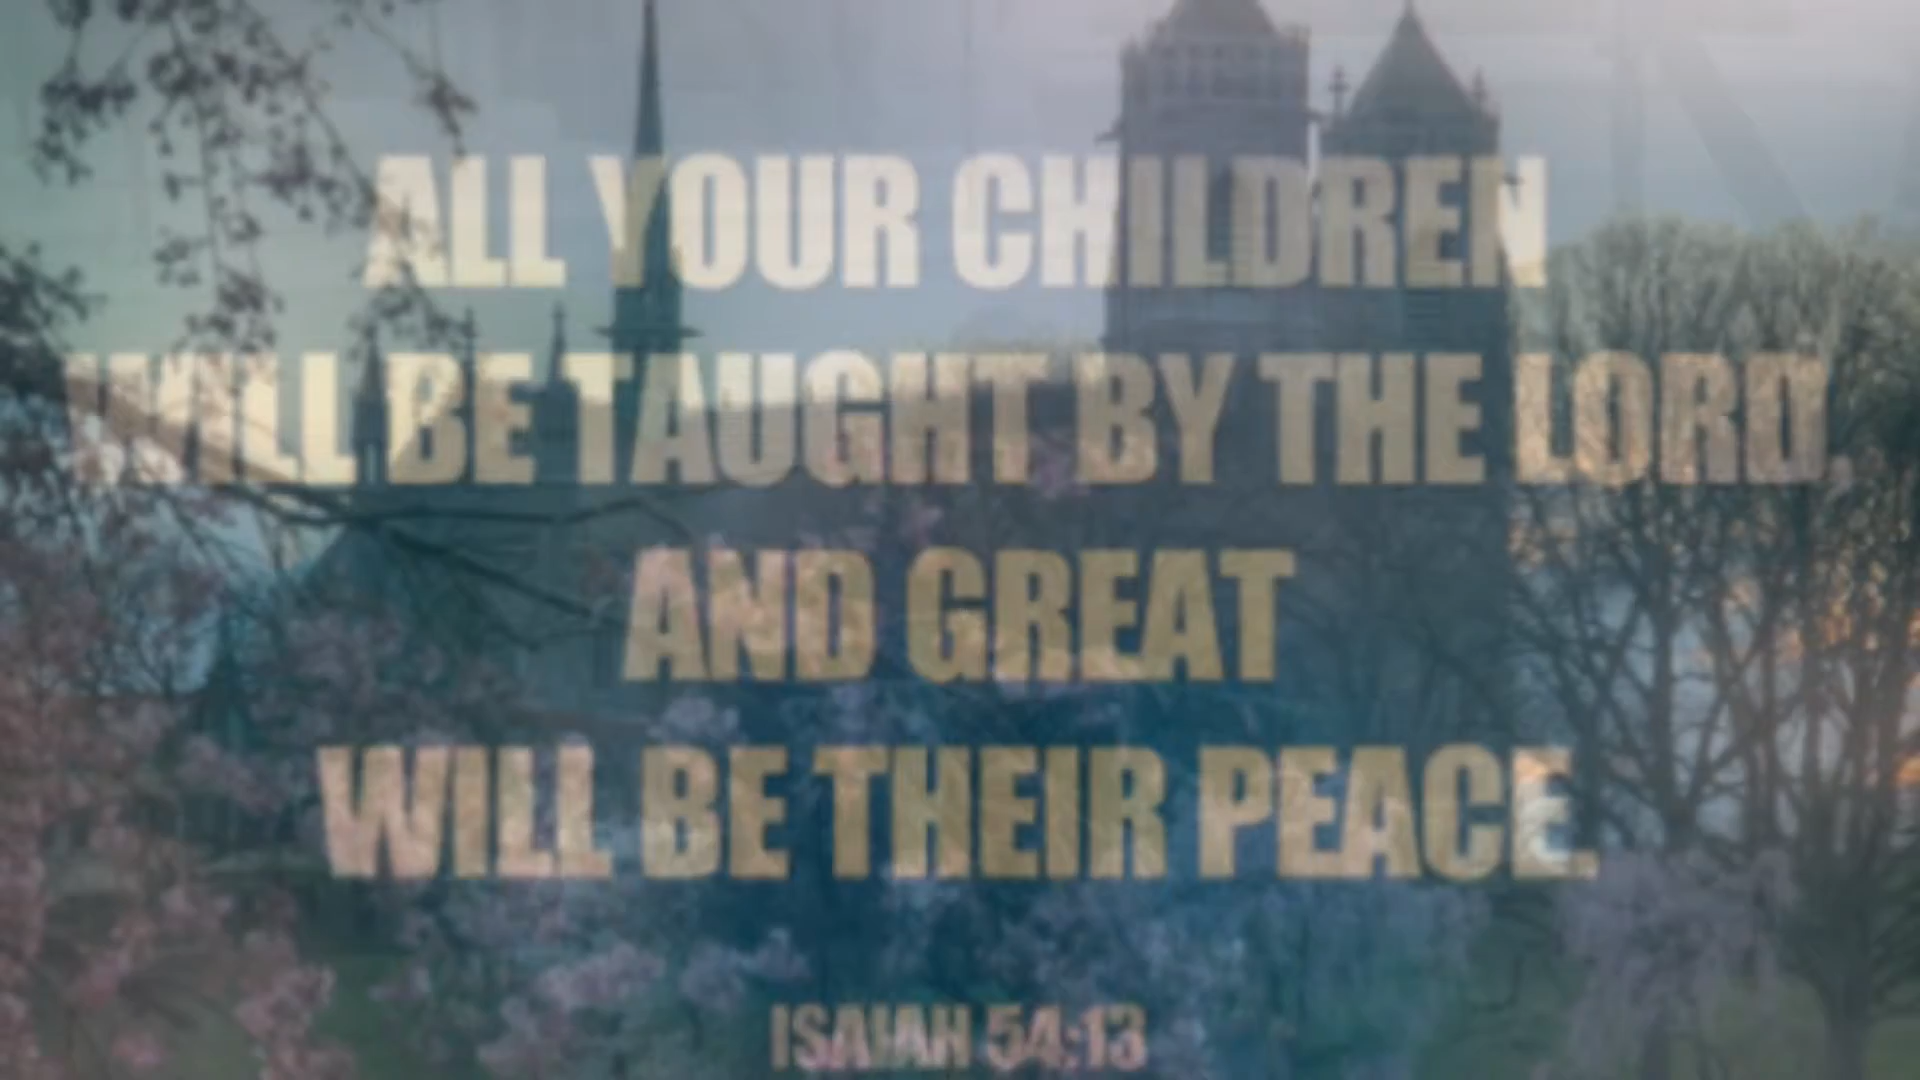 ALL YOUR CHILDREN
WILL BE TAUGHT BY THE LORD,
AND GREAT
WILL BE THEIR PEACE.
ISAIAH 54:13